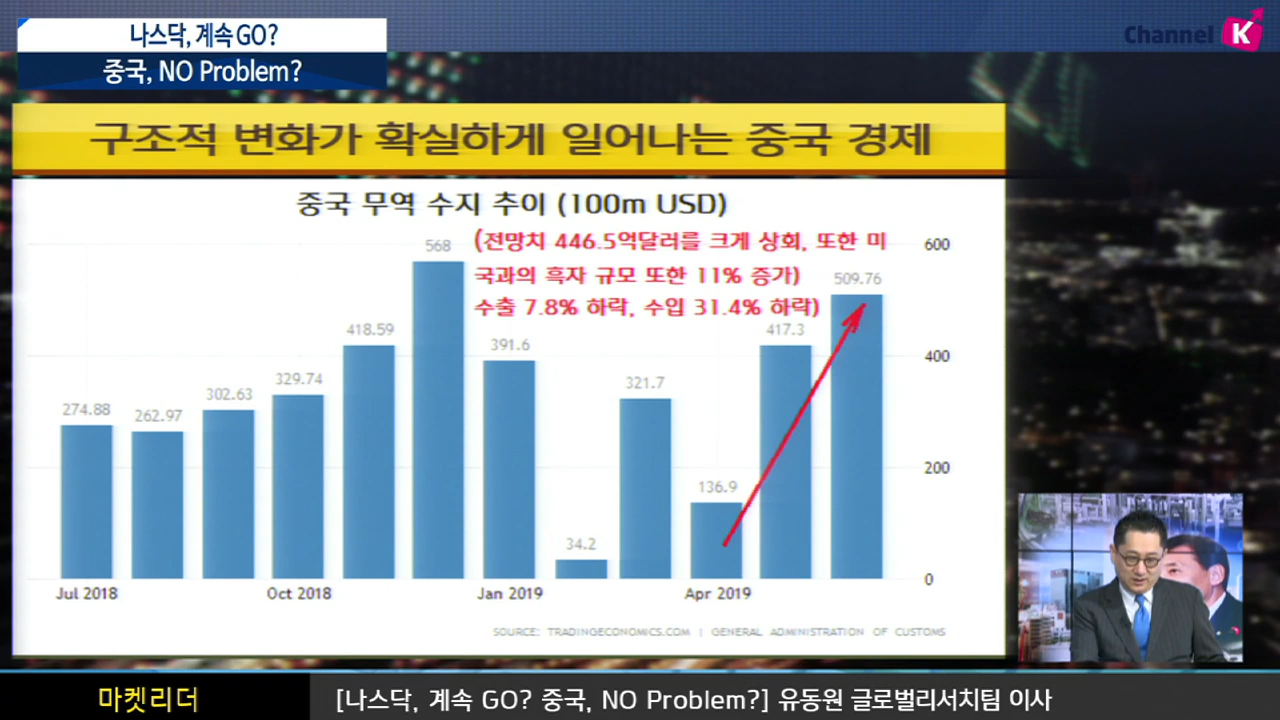 나스닥, 계속 GO?
중국, NO Problem?
Channel K
구조적 변화가 확실하게 일어나는 중국 경제
중국 무역 수지 추이 (100m USD)
(전망치 446.5억달러를 크게 상회, 또한 미
국과의 흑자 규모 또한 11% 증가)
수출 7.8% 하락, 수입 31.4% 하락)
274.88
262.97
302.63
329.74
418.59
568
391.6
34.2
321.7
136.9
417.3
509.76
600
400
200
0
Jul 2018
Oct 2018
Jan 2019
Apr 2019
SOURCE: TRADINGECONOMICS.COM | GENERAL ADMINISTRATION OF CUSTOMS
마켓리더
[나스닥, 계속 GO? 중국, NO Problem?] 유동원 글로벌리서치팀 이사